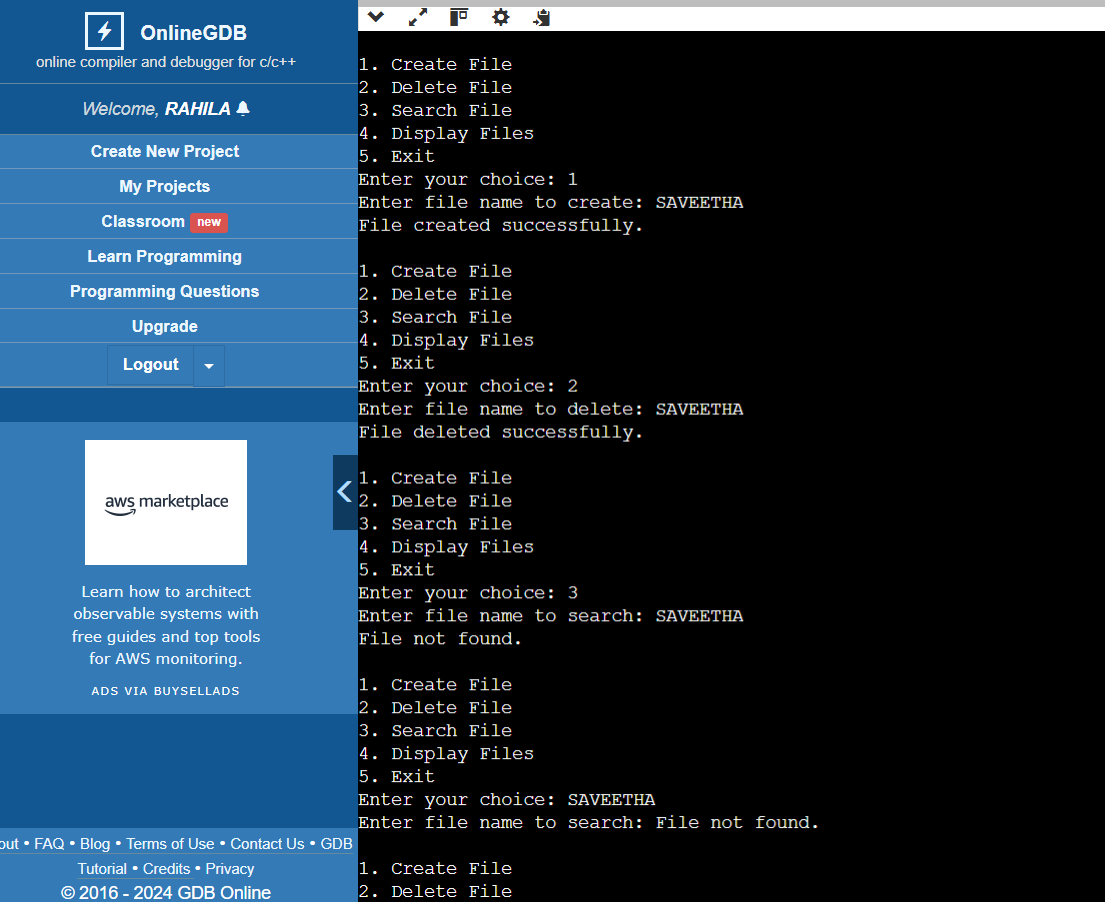 OnlineGDB
online compiler and debugger for c/c++
Welcome, RAHILA
Create New Project
My Projects
Classroom new
Learn Programming
Programming Questions
Upgrade
Logout
aws marketplace
Learn how to architect
observable systems with
free guides and top tools
for AWS monitoring.
ADS VIA BUYSELLADS
out • FAQ • Blog • Terms of Use • Contact Us • GDB
Tutorial • Credits • Privacy
© 2016 - 2024 GDB Online
1. Create File
2. Delete File
3. Search File
4. Display Files
5. Exit
Enter your choice: 1
Enter file name to create: SAVEETHA
File created successfully.
1. Create File
2. Delete File
3. Search File
4. Display Files
5. Exit
Enter your choice: 2
Enter file name to delete: SAVEETHA
File deleted successfully.
1. Create File
2. Delete File
3. Search File
4. Display Files
5. Exit
Enter your choice: 3
Enter file name to search: SAVEETHA
File not found.
1. Create File
2. Delete File
3. Search File
4. Display Files
5. Exit
Enter your choice: SAVEETHA
Enter file name to search: File not found.
1. Create File
2. Delete File